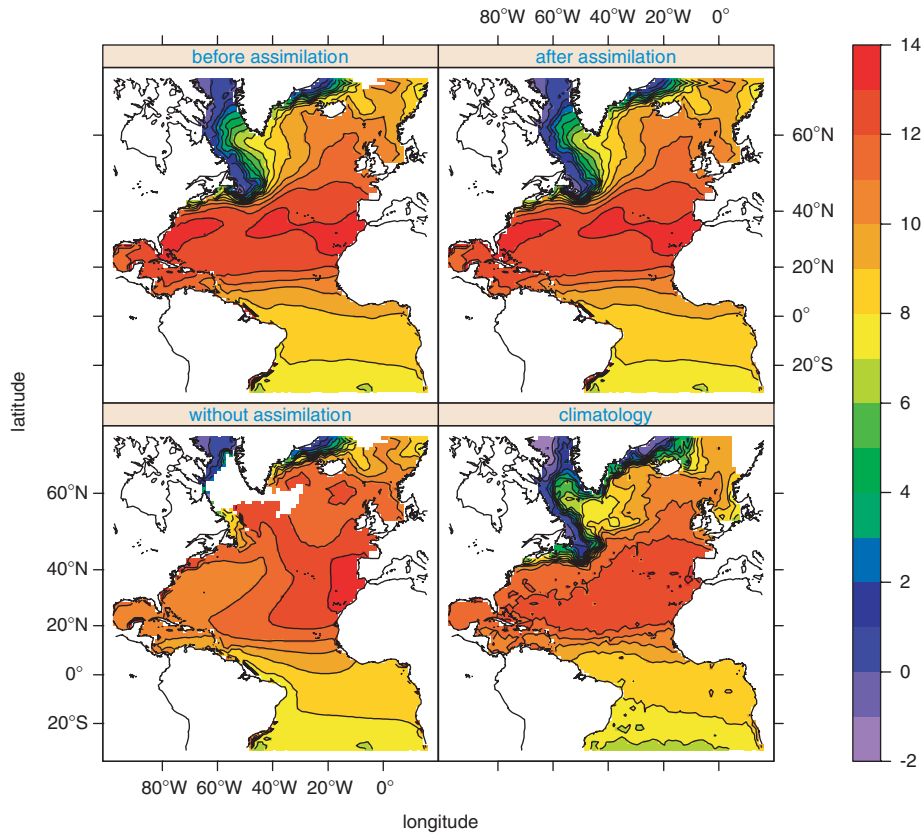 80°W 60°W 40°W 20°W 0°
before assimilation
after assimilation
14
12
10
8
6
4
2
0
-2
60°N
40°N
20°N
0°
20°S
latitude
without assimilation
climatology
60°N
40°N
20°N
0°
20°S
80°W 60°W 40°W 20°W 0°
longitude